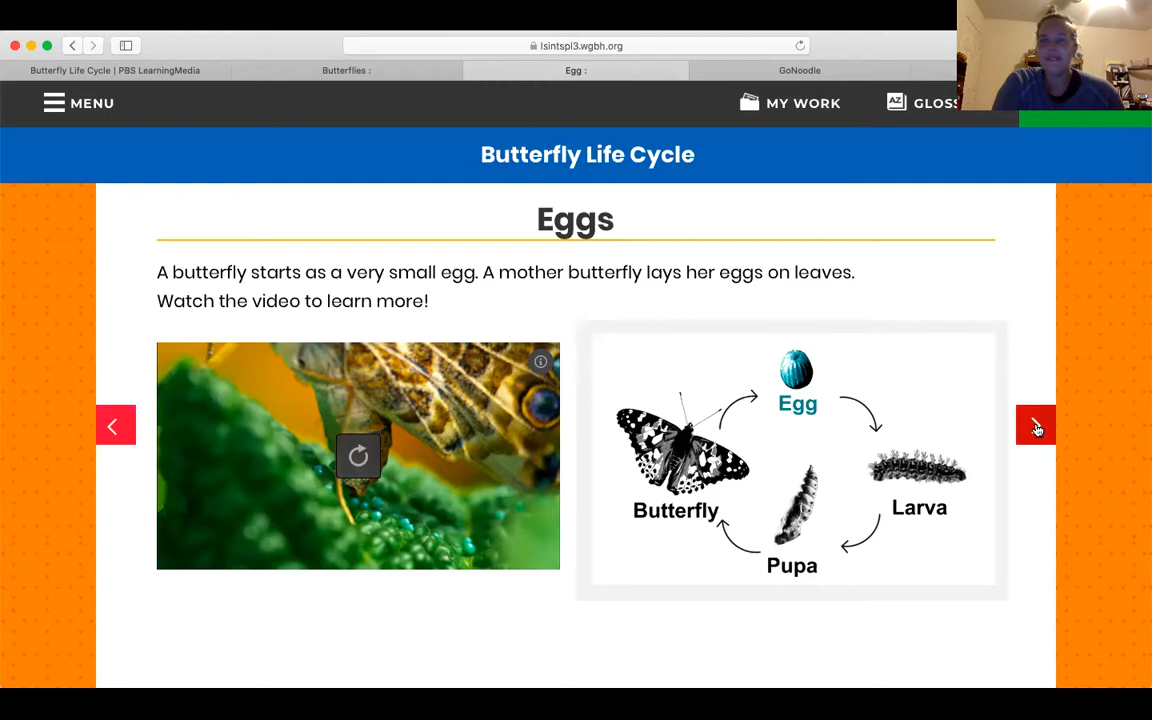 lsintspl3.wgbh.org
Butterfly Life Cycle | PBS LearningMedia
Butterflies :
Egg :
GoNoodle
MENU
MY WORK
AZ
GLOSS
Butterfly Life Cycle
Eggs
A butterfly starts as a very small egg. A mother butterfly lays her eggs on leaves.
Watch the video to learn more!
Egg
Butterfly
Larva
Pupa